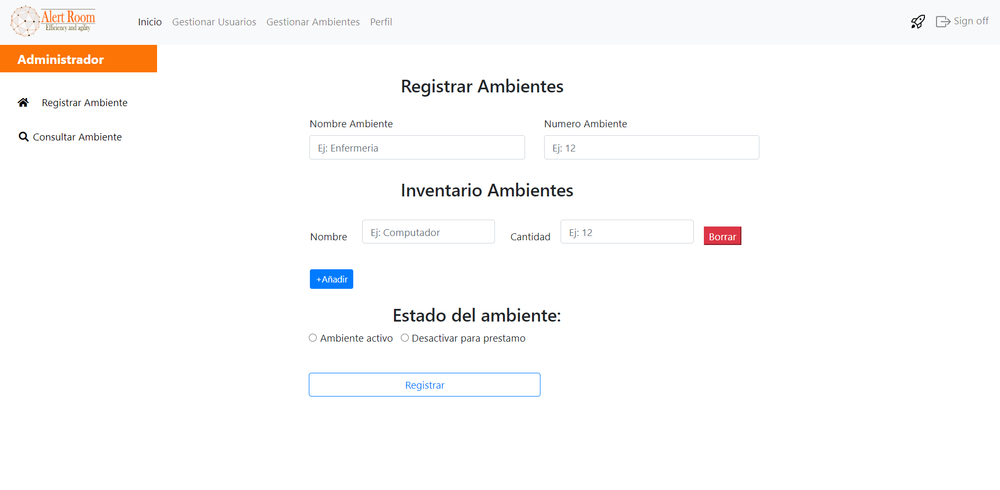 Alert Room
Efficiency and agility
Inicio Gestionar Usuarios Gestionar Ambientes Perfil
Sign off
Administrador
Registrar Ambiente
Consultar Ambiente
Registrar Ambientes
Nombre Ambiente Numero Ambiente
Ej: Enfermeria Ej: 12
Inventario Ambientes
Nombre Ej: Computador Cantidad Ej: 12 Borrar
+Añadir
Estado del ambiente:
Ambiente activo Desactivar para prestamo
Registrar